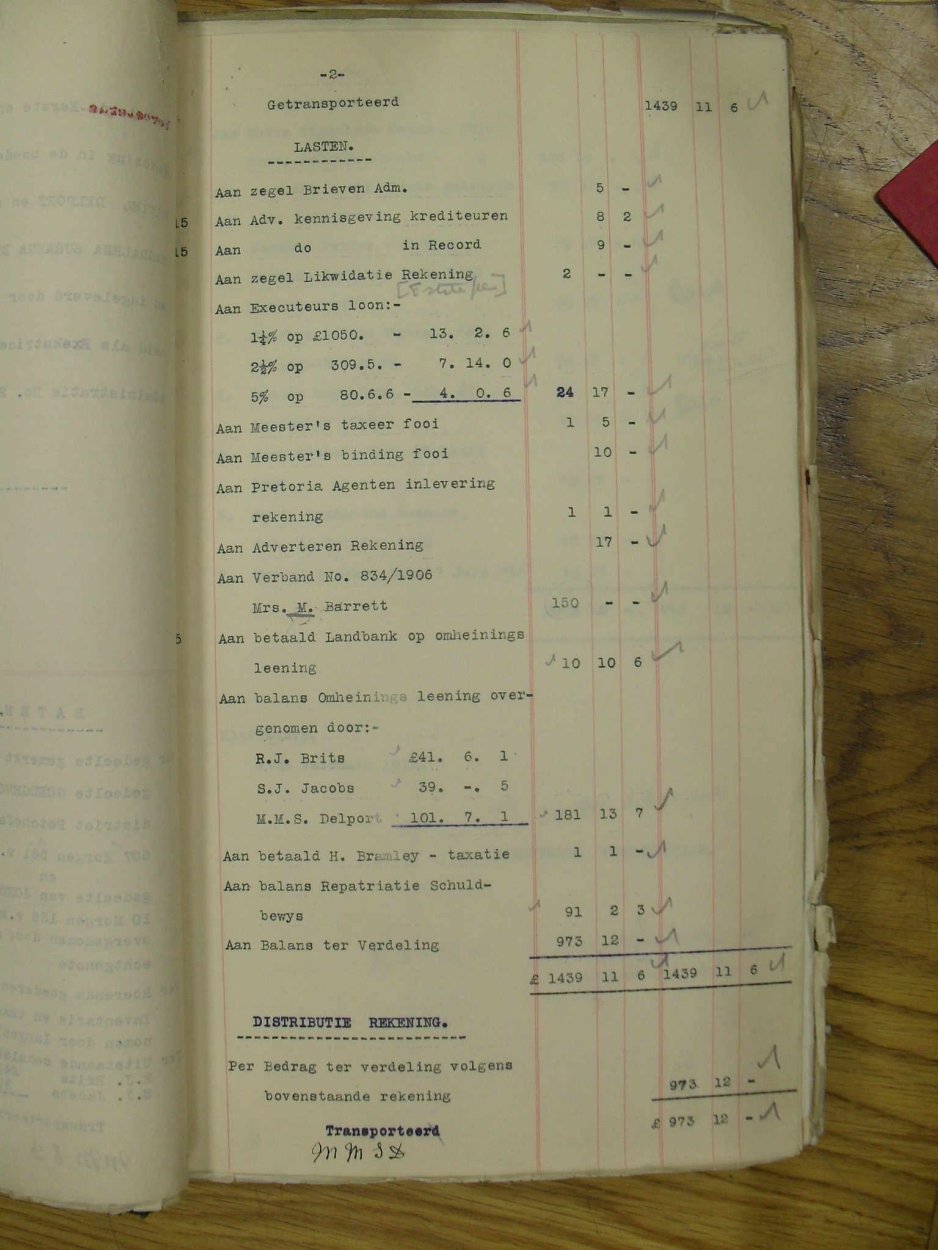 -2-
Getransporteerd 1439 11 6
LASTEN.
Aan zegel Brieven Adm. 5 -
15 Aan Adv. kennisgeving krediteuren 8 2
15 Aan do in Record 9 -
Aan zegel Likwidatie Rekening 2 - -
[Estate fees]
Aan Executeurs loon:-
1¼% op £1050. - 13. 2. 6
2½% op 309.5. - 7. 14. 0
5% op 80.6.6 - 4. 0. 6 24 17 -
Aan Meester's taxeer fooi 1 5 -
Aan Meester's binding fooi 10 -
Aan Pretoria Agenten inlevering
rekening 1 1 -
Aan Adverteren Rekening 17 -
Aan Verband No. 834/1906
Mrs. M. Barrett 150 - -
5 Aan betaald Landbank op omheinings
leening 10 10 6
Aan balans Omheinings leening over-
genomen door:-
R.J. Brits £41. 6. 1
S.J. Jacobs 39. -. 5
M.M.S. Delport 101. 7. 1 181 13 7
Aan betaald H. Bramley - taxatie 1 1 -
Aan balans Repatriatie Schuld-
bewys 91 2 3
Aan Balans ter Verdeling 973 12 -
£ 1439 11 6 1439 11 6
DISTRIBUTIE REKENING.
Per Bedrag ter verdeling volgens
bovenstaande rekening 973 12 -
£ 973 12 -
Transporteerd
M M S D